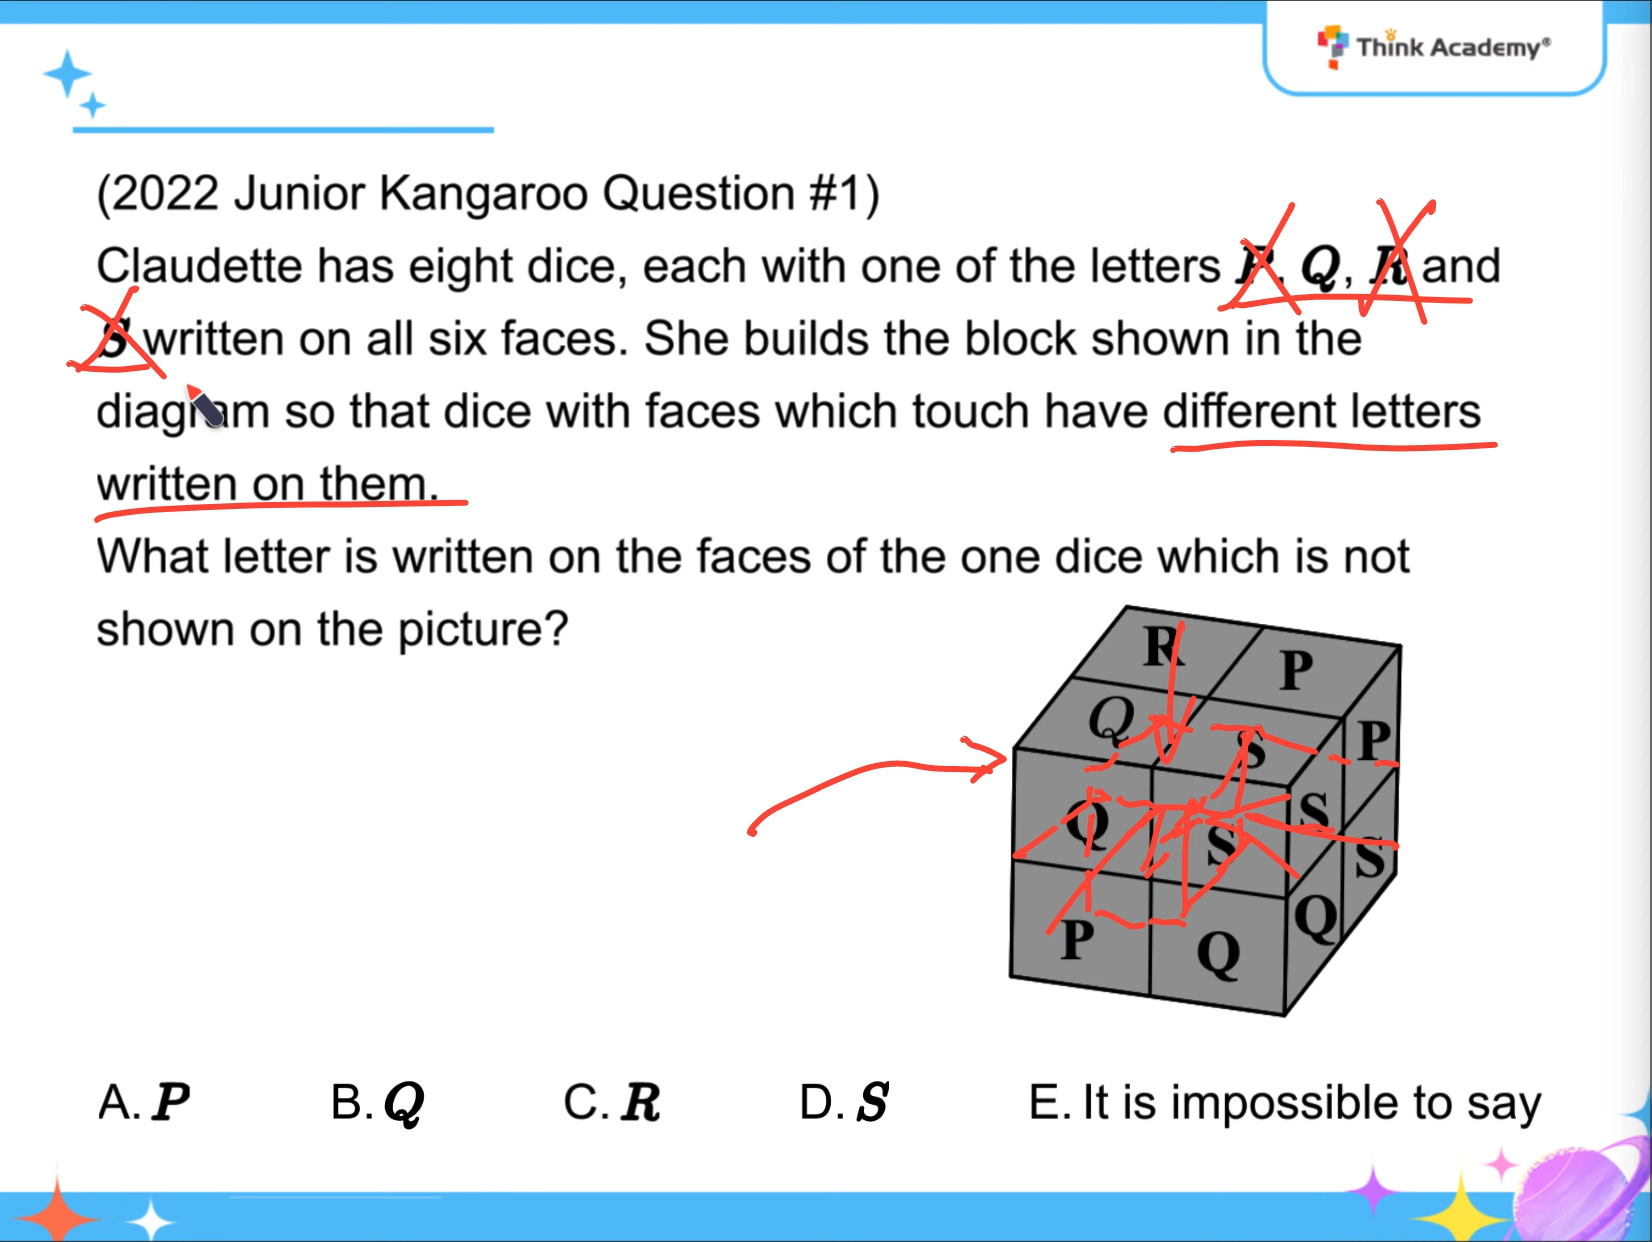 Think Academy®
(2022 Junior Kangaroo Question #1)
Claudette has eight dice, each with one of the letters P, Q, R and
S written on all six faces. She builds the block shown in the
diagram so that dice with faces which touch have different letters
written on them.
What letter is written on the faces of the one dice which is not
shown on the picture?
R
P
Q
S
P
Q
S
S
S
P
Q
Q
A. P B. Q C. R D. S E. It is impossible to say